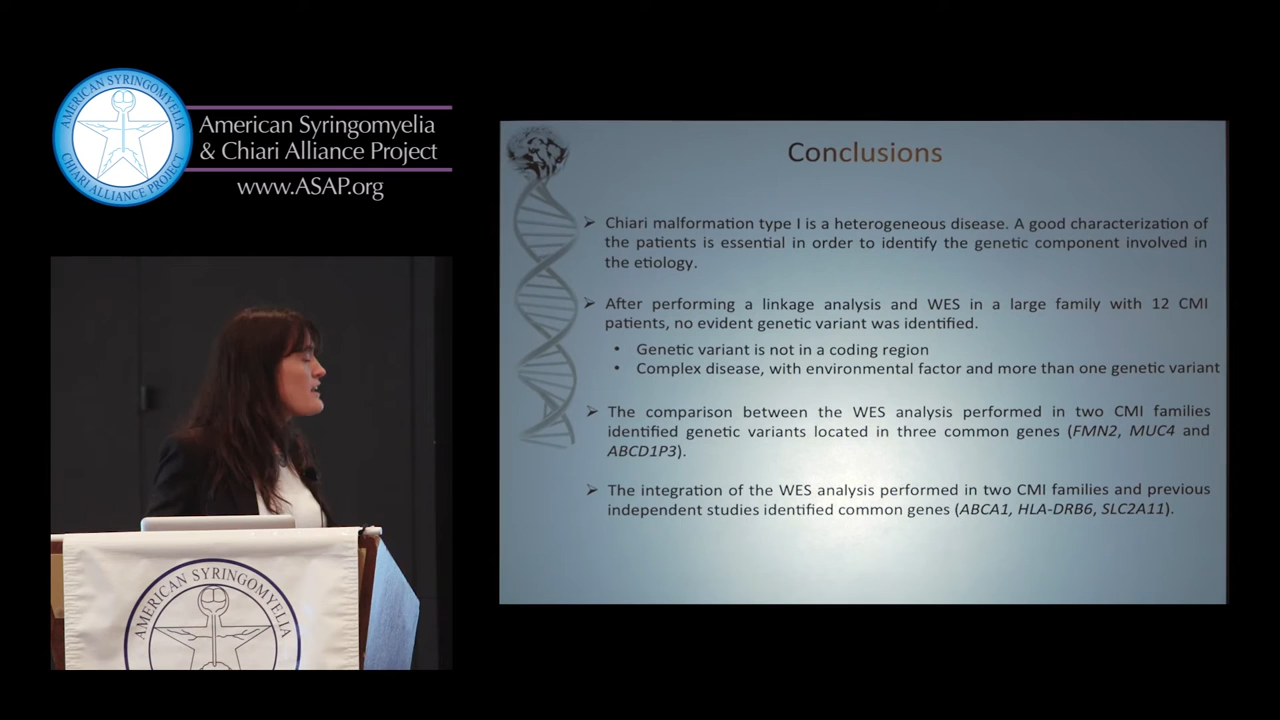 AMERICAN SYRINGOMYELIA
CHIARI ALLIANCE PROJECT
American Syringomyelia
& Chiari Alliance Project
www.ASAP.org
Conclusions
➢ Chiari malformation type I is a heterogeneous disease. A good characterization of
the patients is essential in order to identify the genetic component involved in
the etiology.
➢ After performing a linkage analysis and WES in a large family with 12 CMI
patients, no evident genetic variant was identified.
• Genetic variant is not in a coding region
• Complex disease, with environmental factor and more than one genetic variant
➢ The comparison between the WES analysis performed in two CMI families
identified genetic variants located in three common genes (FMN2, MUC4 and
ABCD1P3).
➢ The integration of the WES analysis performed in two CMI families and previous
independent studies identified common genes (ABCA1, HLA-DRB6, SLC2A11).
AMERICAN SYRINGOMYELIA